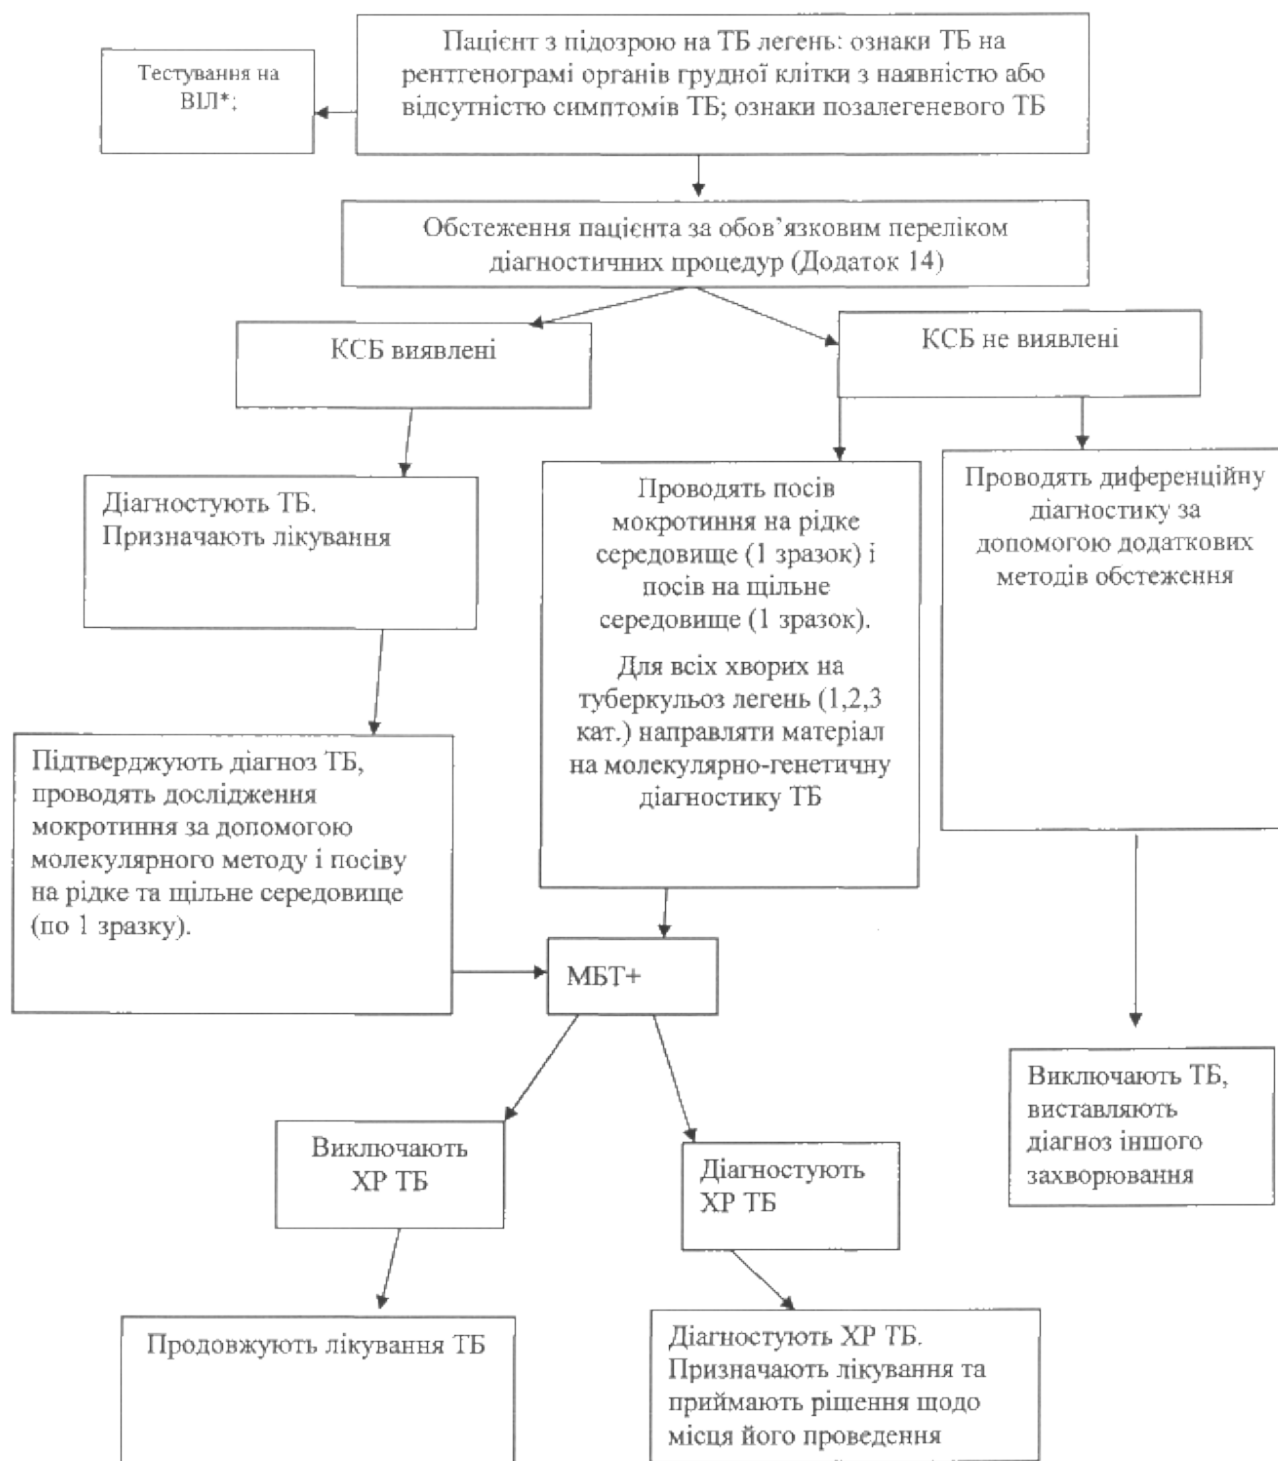 Пацієнт з підозрою на ТБ легень: ознаки ТБ на
рентгенограмі органів грудної клітки з наявністю або
відсутністю симптомів ТБ; ознаки позалегеневого ТБ
Тестування на
ВІЛ*;
Обстеження пацієнта за обов’язковим переліком
діагностичних процедур (Додаток 14)
КСБ виявлені
КСБ не виявлені
Діагностують ТБ.
Призначають лікування
Проводять посів
мокротиння на рідке
середовище (1 зразок) і
посів на щільне
середовище (1 зразок).
Для всіх хворих на
туберкульоз легень (1,2,3
кат.) направляти матеріал
на молекулярно-генетичну
діагностику ТБ
Проводять диференційну
діагностику за
допомогою додаткових
методів обстеження
Підтверджують діагноз ТБ,
проводять дослідження
мокротиння за допомогою
молекулярного методу і посіву
на рідке та щільне середовище
(по 1 зразку).
МБТ+
Виключають ТБ,
виставляють
діагноз іншого
захворювання
Виключають
ХР ТБ
Діагностують
ХР ТБ
Продовжують лікування ТБ
Діагностують ХР ТБ.
Призначають лікування та
приймають рішення щодо
місця його проведення